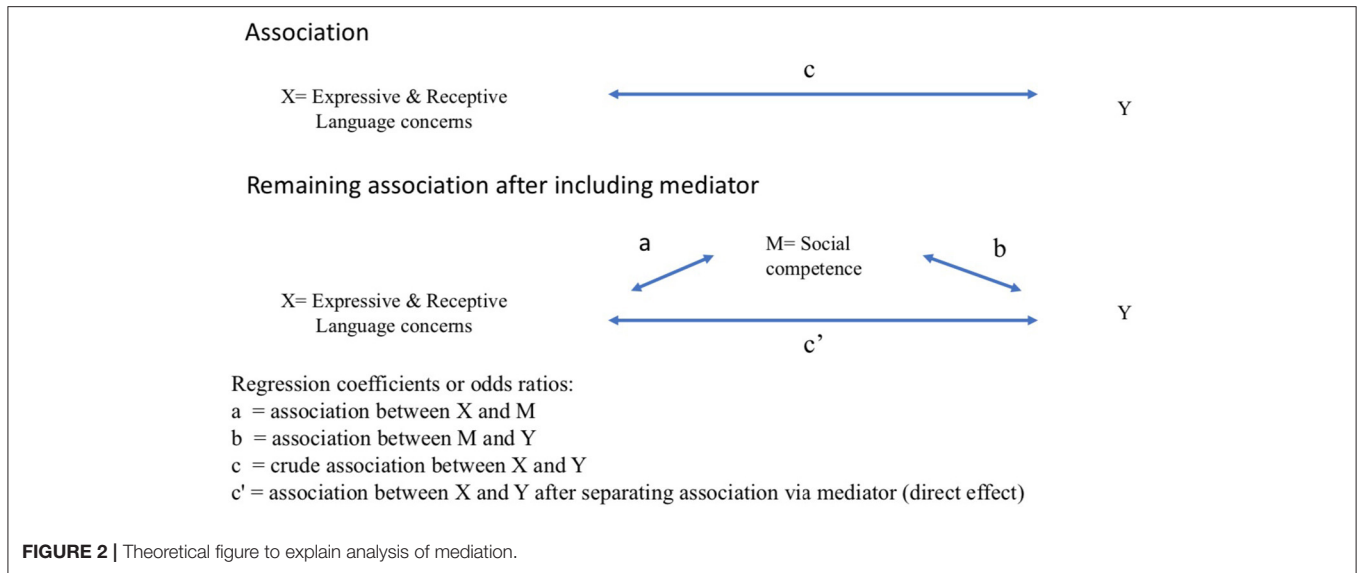 Association
c
X= Expressive & Receptive
Language concerns
Y
Remaining association after including mediator
a
M= Social
competence
b
X= Expressive & Receptive
Language concerns
Y
c’
Regression coefficients or odds ratios:
a = association between X and M
b = association between M and Y
c = crude association between X and Y
c' = association between X and Y after separating association via mediator (direct effect)
FIGURE 2 | Theoretical figure to explain analysis of mediation.